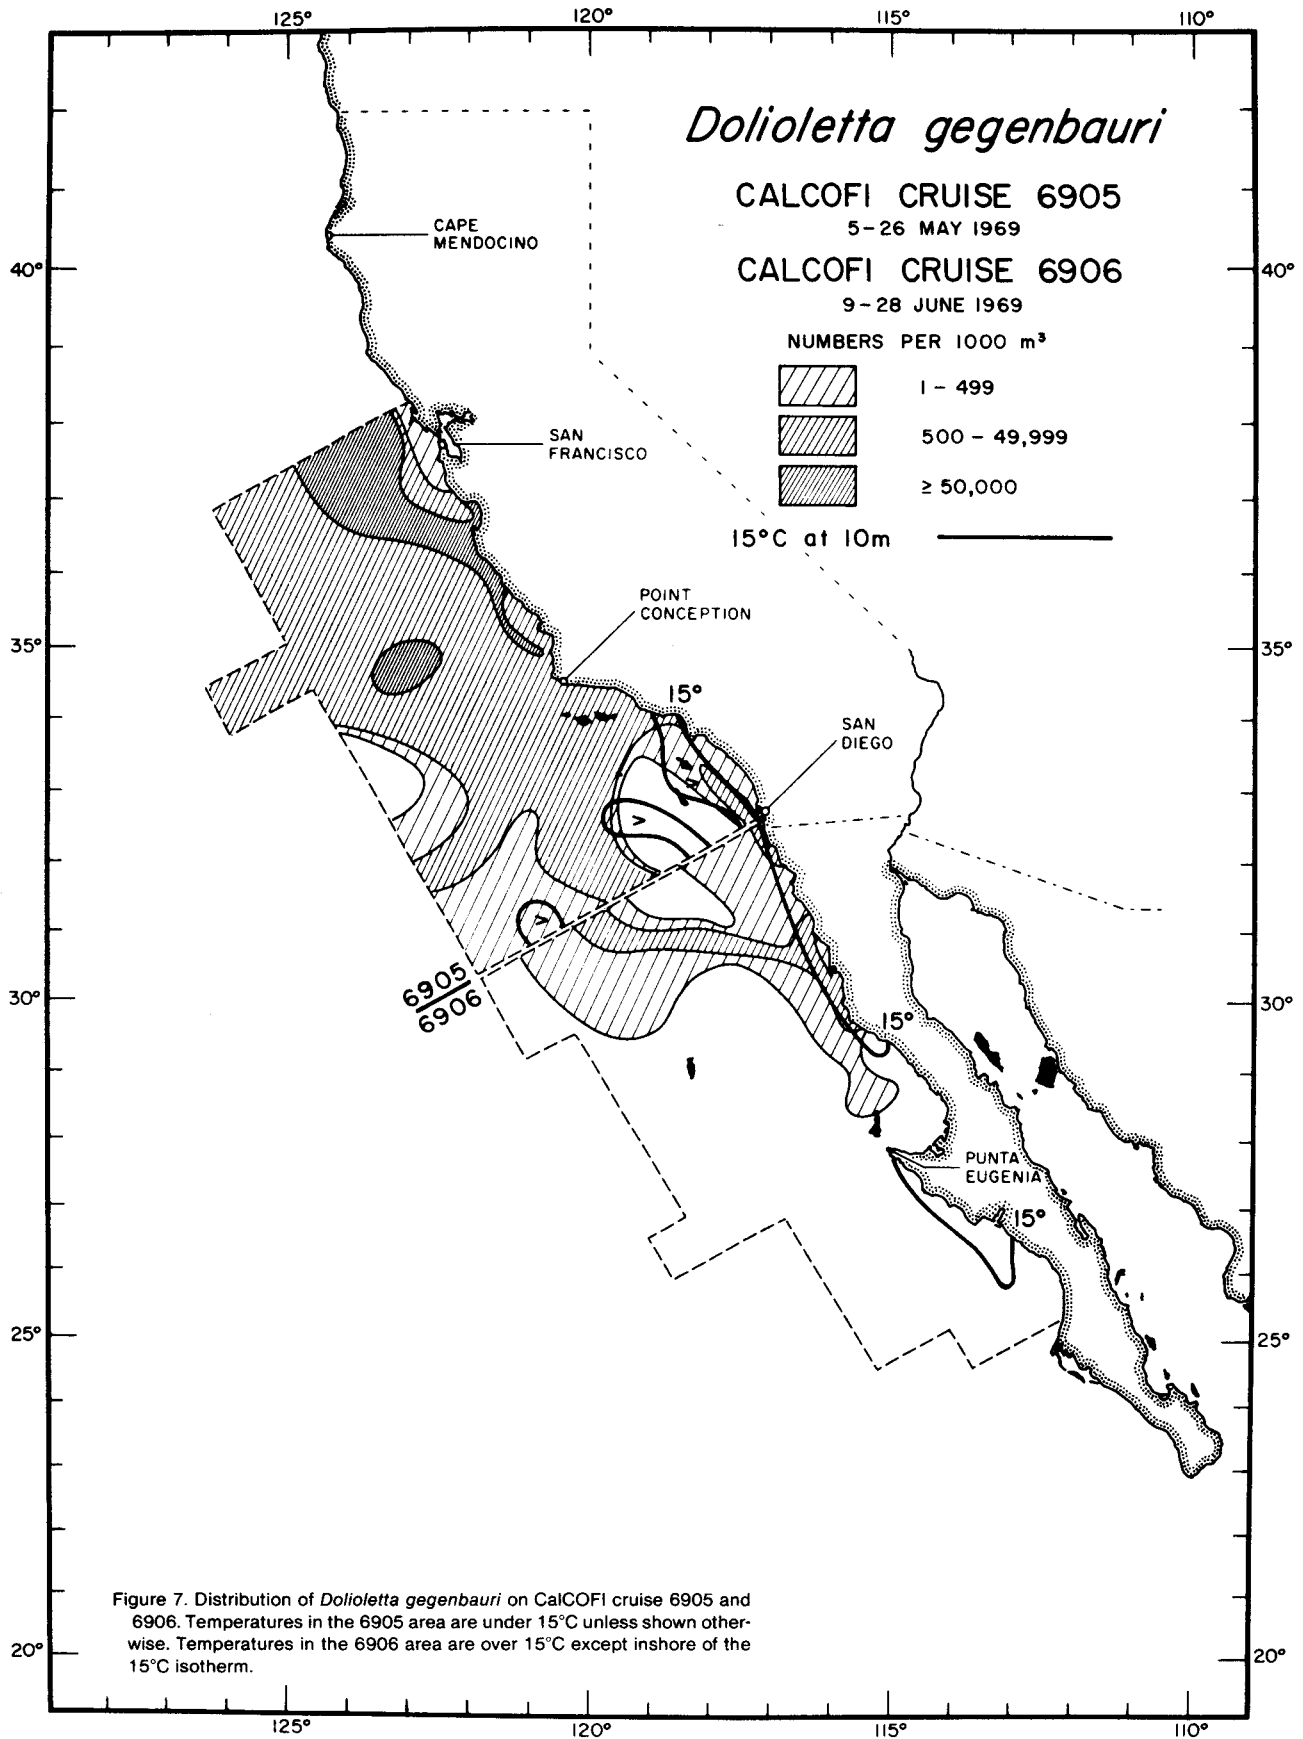 125°
120°
115°
110°
Dolioletta gegenbauri
CALCOFI CRUISE 6905
5-26 MAY 1969
CALCOFI CRUISE 6906
9-28 JUNE 1969
NUMBERS PER 1000 m³
1 - 499
500 - 49,999
≥ 50,000
15°C at 10m
CAPE
MENDOCINO
40°
40°
SAN
FRANCISCO
POINT
CONCEPTION
35°
35°
15°
SAN
DIEGO
>
>
>
6905
6906
30°
30°
15°
PUNTA
EUGENIA
15°
25°
25°
Figure 7. Distribution of Dolioletta gegenbauri on CalCOFI cruise 6905 and
6906. Temperatures in the 6905 area are under 15°C unless shown other-
wise. Temperatures in the 6906 area are over 15°C except inshore of the
15°C isotherm.
20°
20°
125°
120°
115°
110°